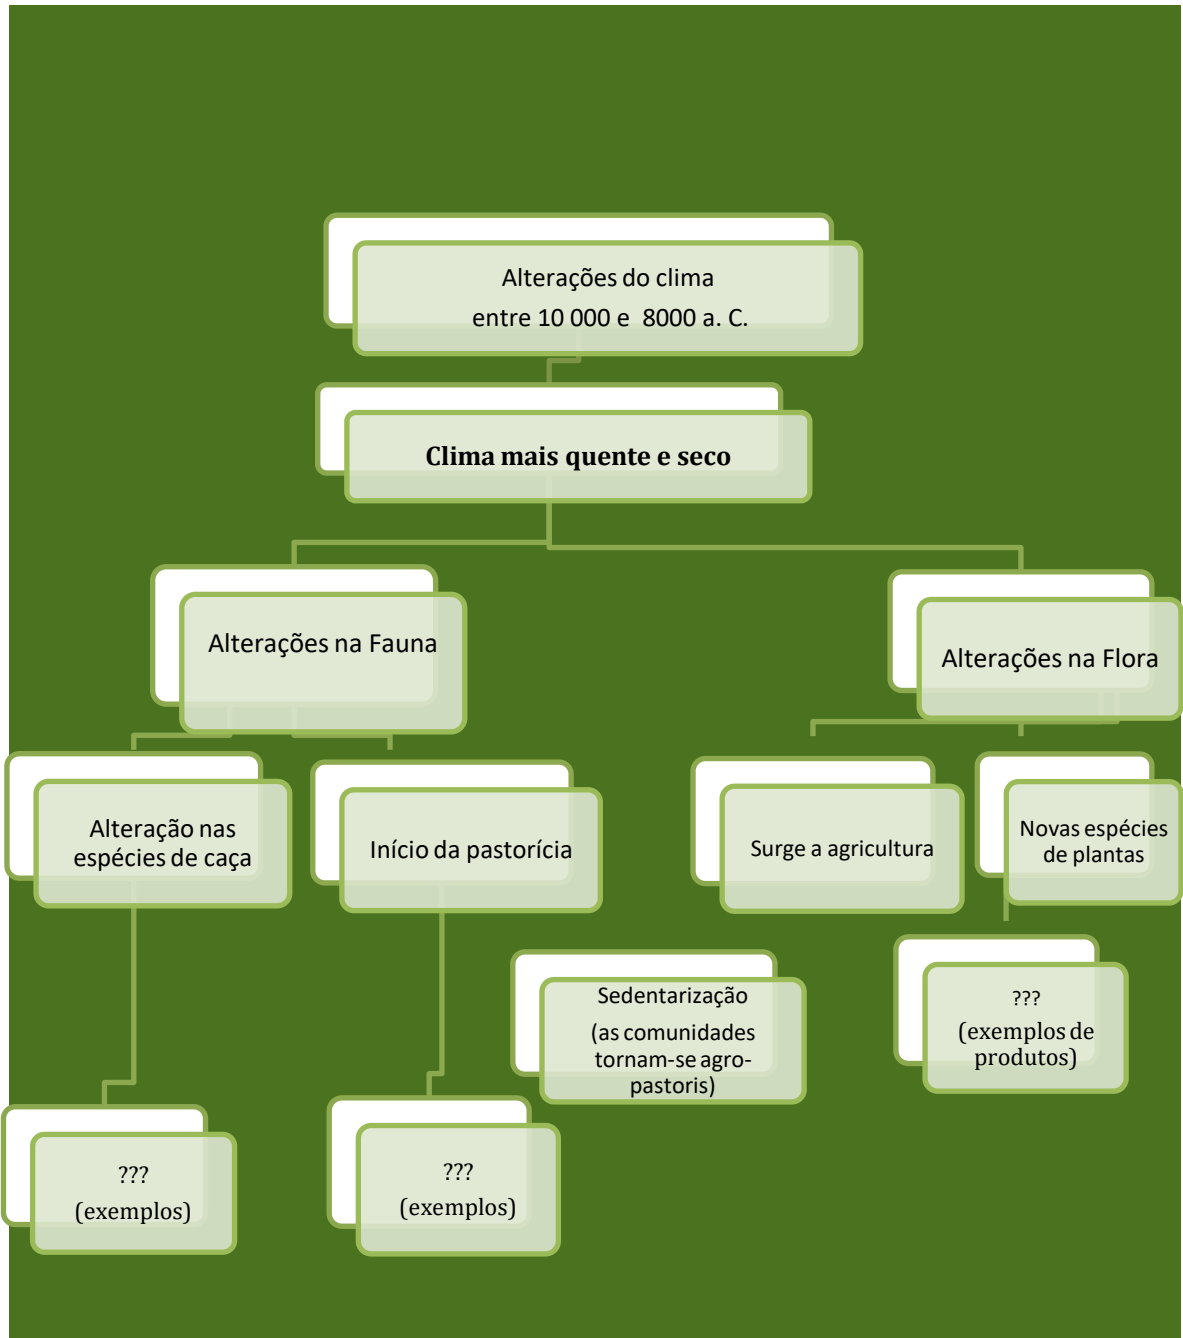 Alterações do clima
entre 10 000 e 8000 a. C.
Clima mais quente e seco
Alterações na Fauna
Alterações na Flora
Alteração nas
espécies de caça
Início da pastorícia
Surge a agricultura
Novas espécies
de plantas
Sedentarização
(as comunidades
tornam-se agro-
pastoris)
???
(exemplos de
produtos)
???
(exemplos)
???
(exemplos)